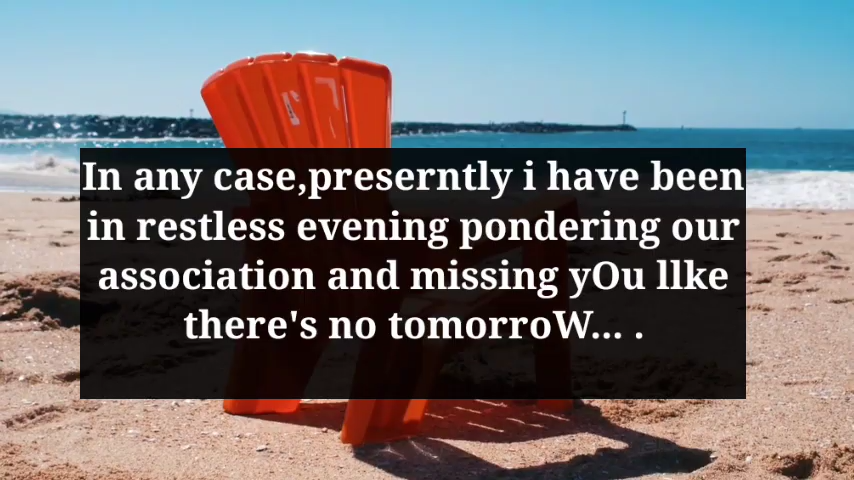 In any case,preserntly i have been
in restless evening pondering our
association and missing yOu llke
there's no tomorroW... .